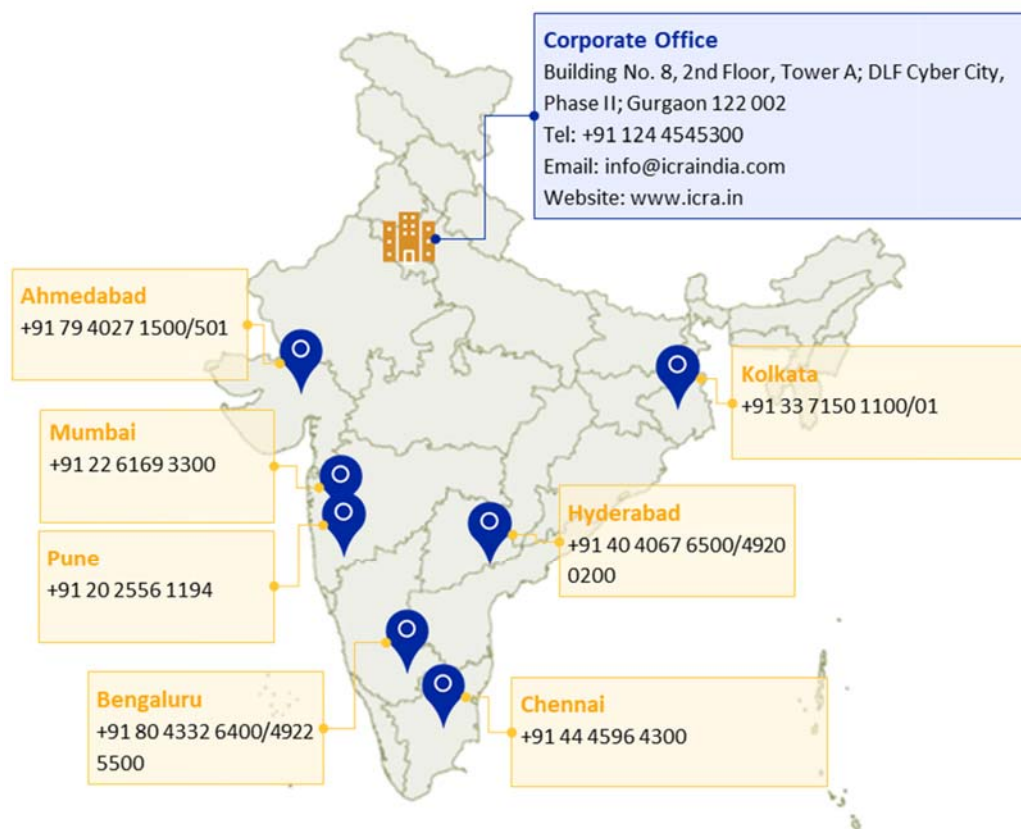 Corporate Office
Building No. 8, 2nd Floor, Tower A; DLF Cyber City,
Phase II; Gurgaon 122 002
Tel: +91 124 4545300
Email: info@icraindia.com
Website: www.icra.in
Ahmedabad
+91 79 4027 1500/501
Kolkata
+91 33 7150 1100/01
Mumbai
+91 22 6169 3300
Hyderabad
+91 40 4067 6500/4920
0200
Pune
+91 20 2556 1194
Bengaluru
+91 80 4332 6400/4922
5500
Chennai
+91 44 4596 4300